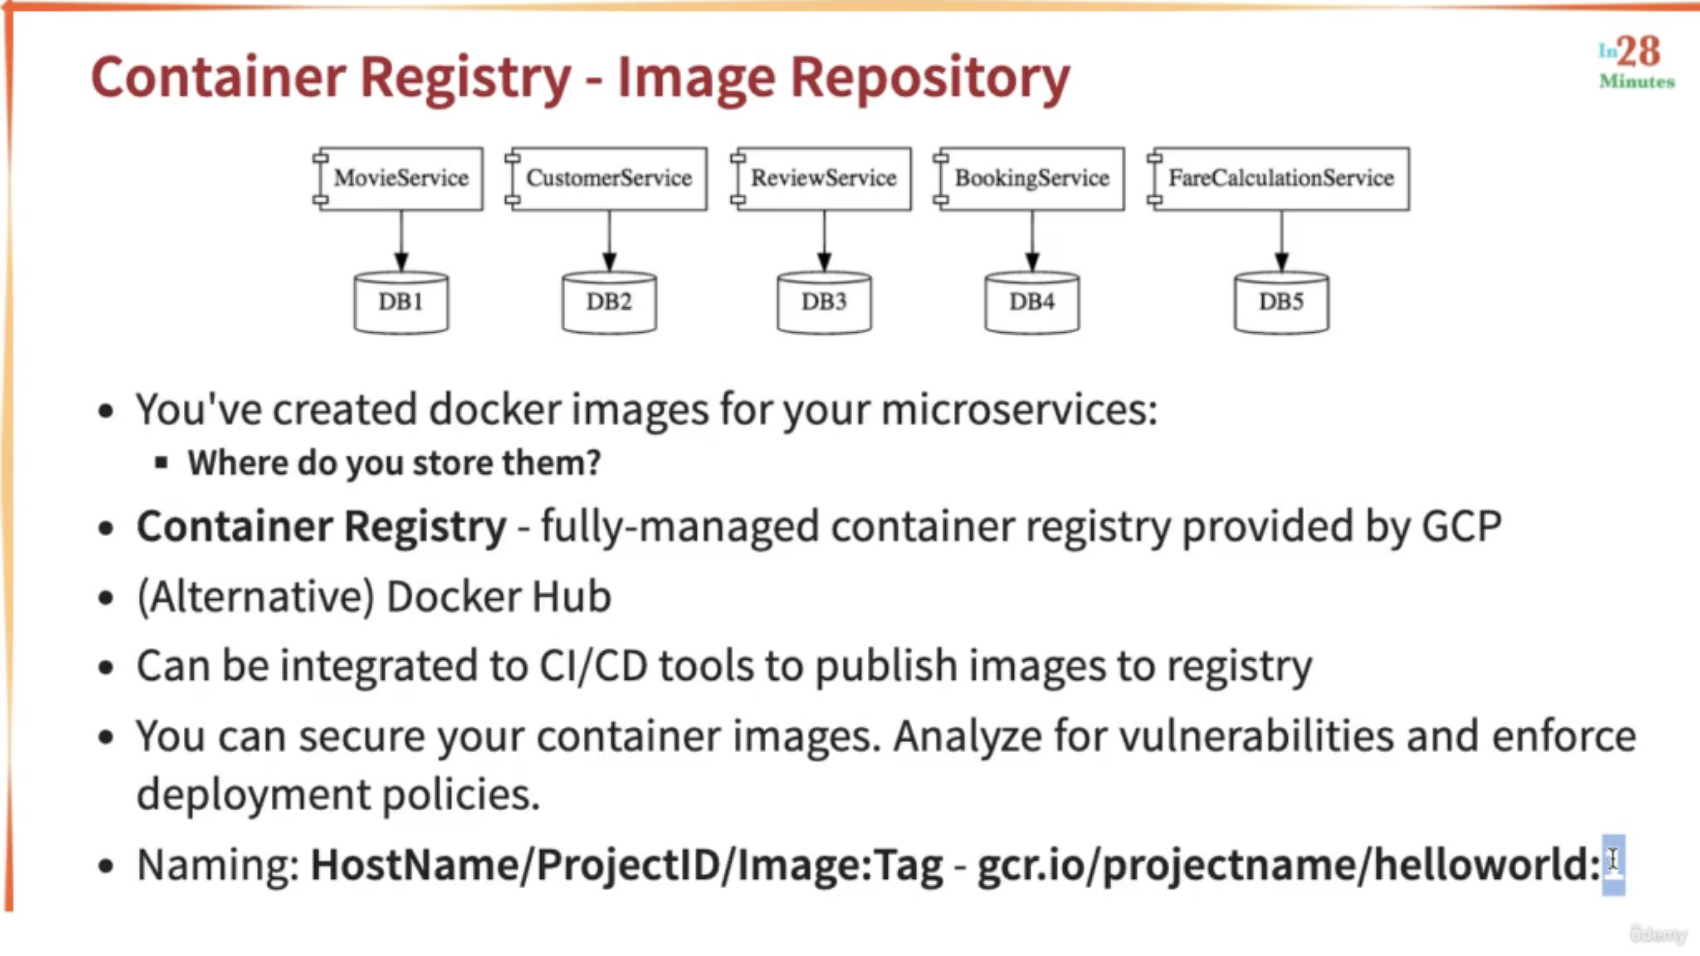 Container Registry - Image Repository
In28
Minutes
MovieService
CustomerService
ReviewService
BookingService
FareCalculationService
DB1
DB2
DB3
DB4
DB5
You've created docker images for your microservices:
Where do you store them?
Container Registry - fully-managed container registry provided by GCP
(Alternative) Docker Hub
Can be integrated to CI/CD tools to publish images to registry
You can secure your container images. Analyze for vulnerabilities and enforce
deployment policies.
Naming: HostName/ProjectID/Image:Tag - gcr.io/projectname/helloworld:1
Udemy